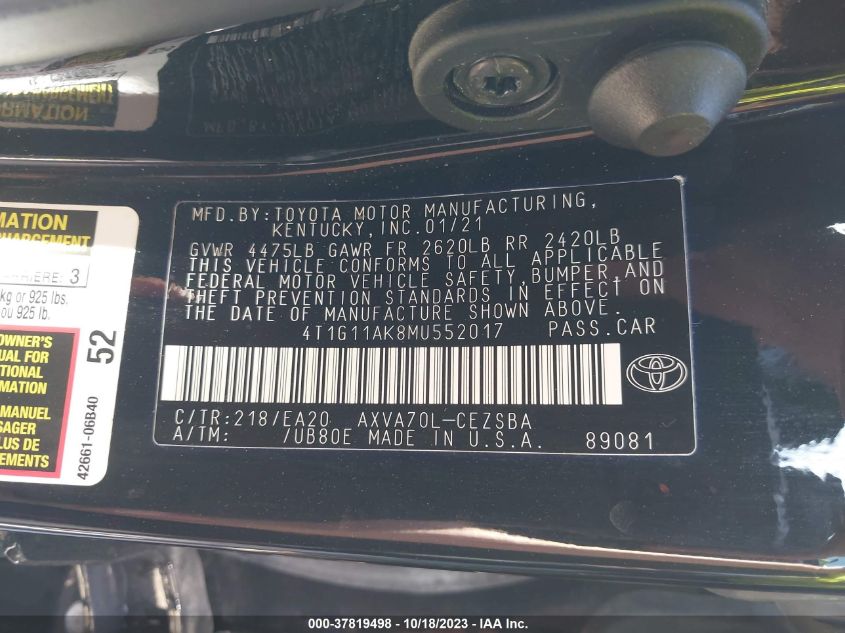 MFD. BY: TOYOTA MOTOR MANUFACTURING,
KENTUCKY, INC. 01/21
GVWR 4475LB GAWR FR 2620LB RR 2420LB
THIS VEHICLE CONFORMS TO ALL APPLICABLE
FEDERAL MOTOR VEHICLE SAFETY, BUMPER, AND
THEFT PREVENTION STANDARDS IN EFFECT ON
THE DATE OF MANUFACTURE SHOWN ABOVE.
4T1G11AK8MU552017 PASS. CAR
C/TR: 218/EA20 AXVA70L-CEZSBA
A/TM: /UB80E MADE IN U.S.A. 89081
MATION
CHARGEMENT
ARRIÈRE: 3
kg or 925 lbs.
ou 925 lb.
OWNER'S
UAL FOR
ITIONAL
MATION
MANUEL
LUS DE
EMENTS
52
42661-06B40
000-37819498 - 10/18/2023 - IAA Inc.